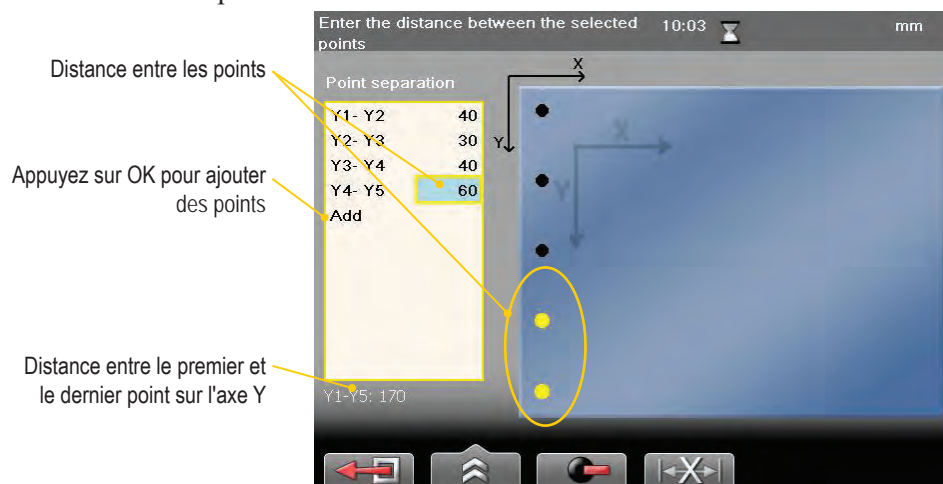 Enter the distance between the selected
points
10:03
mm
Distance entre les points
Point separation
X
Y1- Y2 40
Y2- Y3 30
Y
X
Y3- Y4 40
Appuyez sur OK pour ajouter
des points
Y4- Y5 60
Y
Add
Distance entre le premier et
le dernier point sur l'axe Y
Y1-Y5: 170
X